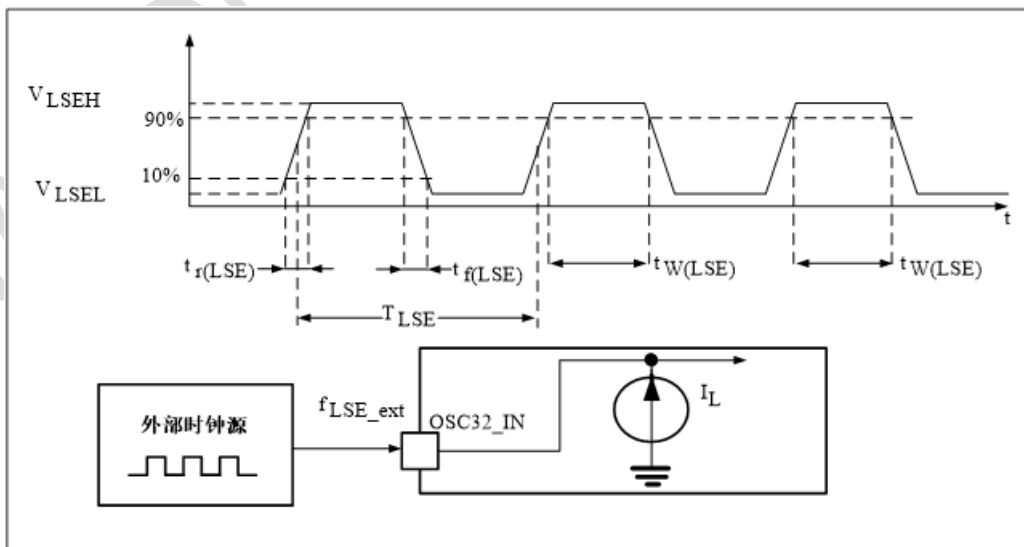 V LSEH
90%
10%
V LSEL
t
t r(LSE)
t f(LSE)
t W(LSE)
t W(LSE)
T LSE
外部时钟源
f LSE_ext
OSC32_IN
I L